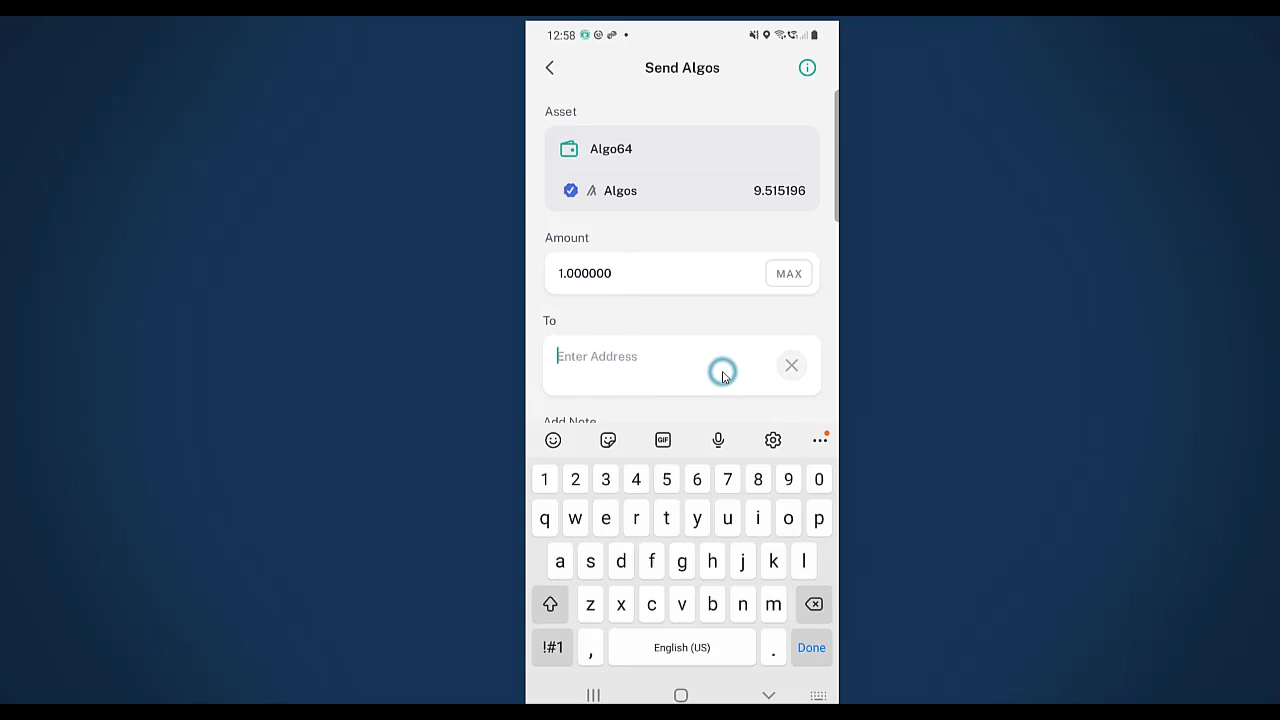 12:58
Send Algos
Asset
Algo64
Algos 9.515196
Amount
1.000000 MAX
To
Enter Address
Add Note
GIF
1 2 3 4 5 6 7 8 9 0
q w e r t y u i o p
a s d f g h j k l
z x c v b n m
!#1 , English (US) . Done